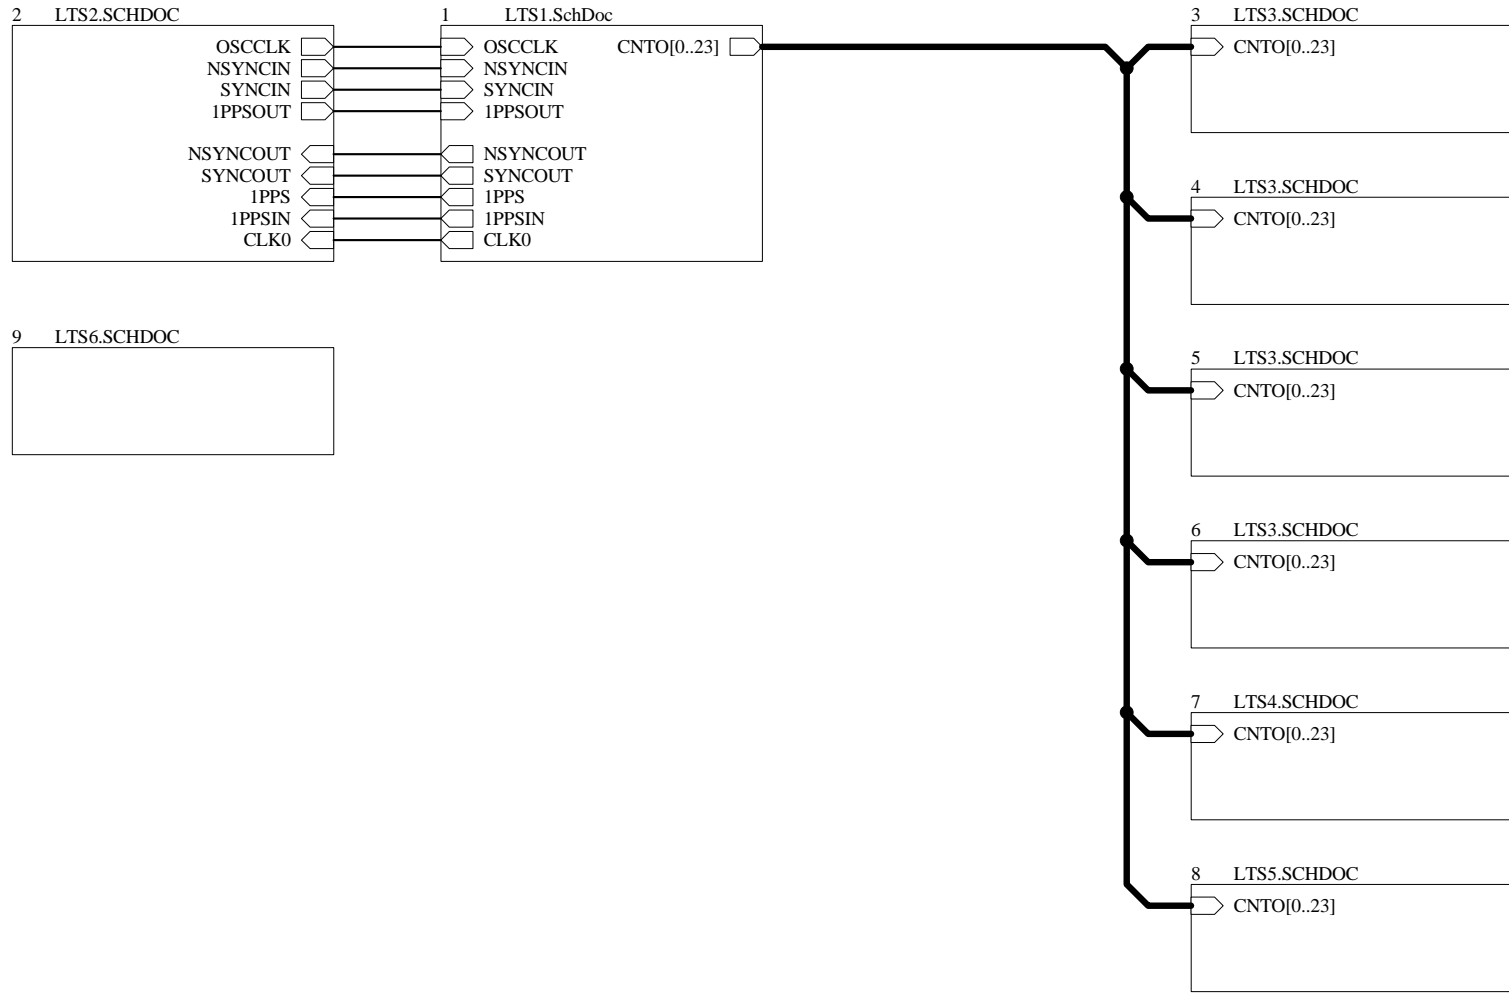 2 LTS2.SCHDOC
OSCCLK
NSYNCIN
SYNCIN
1PPSOUT
NSYNCOUT
SYNCOUT
1PPS
1PPSIN
CLK0
1 LTS1.SchDoc
OSCCLK CNTO[0..23]
NSYNCIN
SYNCIN
1PPSOUT
NSYNCOUT
SYNCOUT
1PPS
1PPSIN
CLK0
9 LTS6.SCHDOC
3 LTS3.SCHDOC
CNTO[0..23]
4 LTS3.SCHDOC
CNTO[0..23]
5 LTS3.SCHDOC
CNTO[0..23]
6 LTS3.SCHDOC
CNTO[0..23]
7 LTS4.SCHDOC
CNTO[0..23]
8 LTS5.SCHDOC
CNTO[0..23]